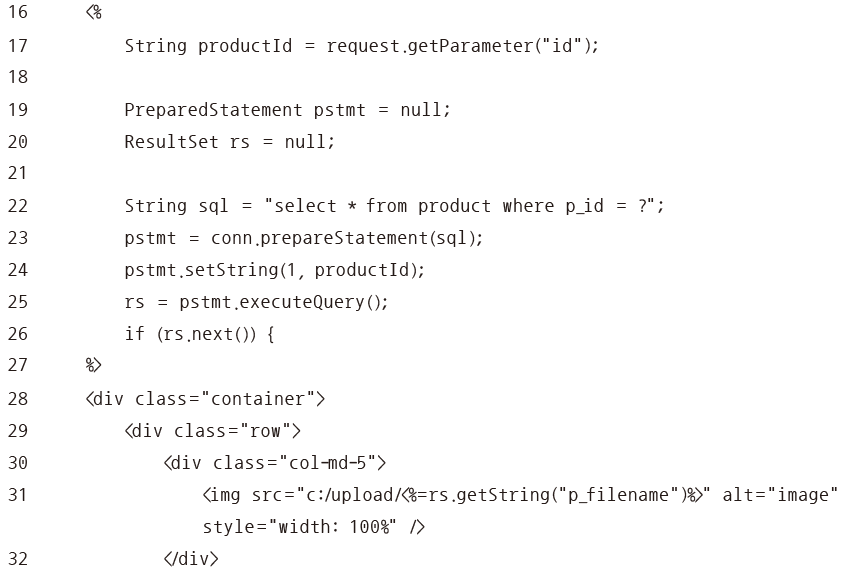 16 <%
17 String productId = request.getParameter("id");
18
19 PreparedStatement pstmt = null;
20 ResultSet rs = null;
21
22 String sql = "select * from product where p_id = ?";
23 pstmt = conn.prepareStatement(sql);
24 pstmt.setString(1, productId);
25 rs = pstmt.executeQuery();
26 if (rs.next()) {
27 %>
28 <div class="container">
29 <div class="row">
30 <div class="col-md-5">
31 <img src="c:/upload/<%=rs.getString("p_filename")%>" alt="image"
style="width: 100%" />
32 </div>